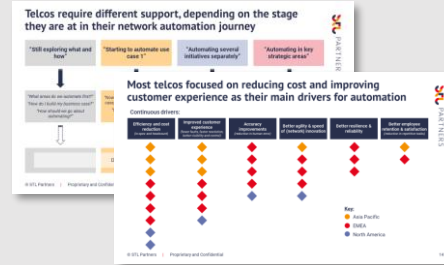 Telcos require different support, depending on the stage
they are at in their network automation journey
STL
PARTNERS
"Still exploring what and
how"
"Starting to automate use
case 1"
"Automating several
initiatives separately"
"Automating in key
strategic areas"
"What areas do we automate first?"
"How do I build my business case?"
"How should we go about
automating?"
© STL Partners | Proprietary and Confidential
Most telcos focused on reducing cost and improving
customer experience as their main drivers for automation
STL
PARTNERS
Continuous drivers:
Efficiency and cost
reduction
Improved customer
experience
Accuracy
improvements
Better agility & speed
of (network) innovation
Better resilience &
reliability
Better employee
retention & satisfaction
Key:
Asia Pacific
EMEA
North America
© STL Partners | Proprietary and Confidential